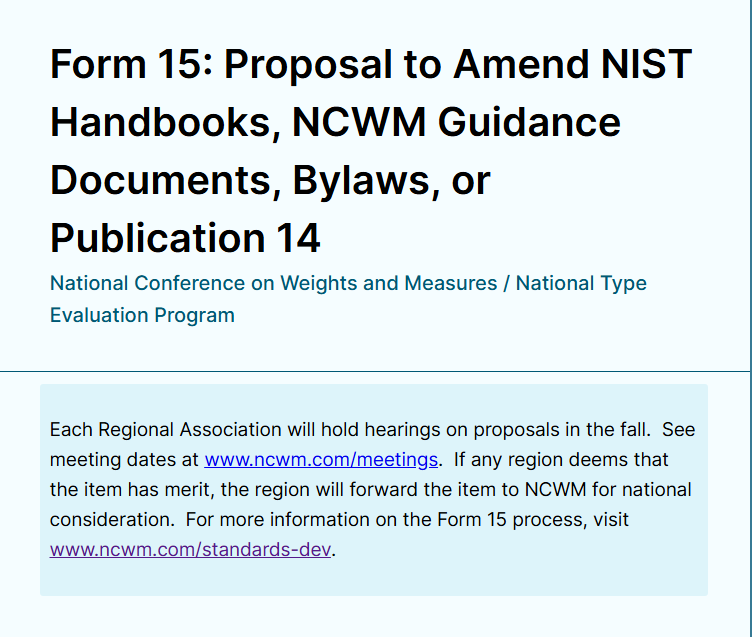 Form 15: Proposal to Amend NIST
Handbooks, NCWM Guidance
Documents, Bylaws, or
Publication 14
National Conference on Weights and Measures / National Type
Evaluation Program
Each Regional Association will hold hearings on proposals in the fall.  See
meeting dates at www.ncwm.com/meetings.  If any region deems that
the item has merit, the region will forward the item to NCWM for national
consideration.  For more information on the Form 15 process, visit
www.ncwm.com/standards-dev.